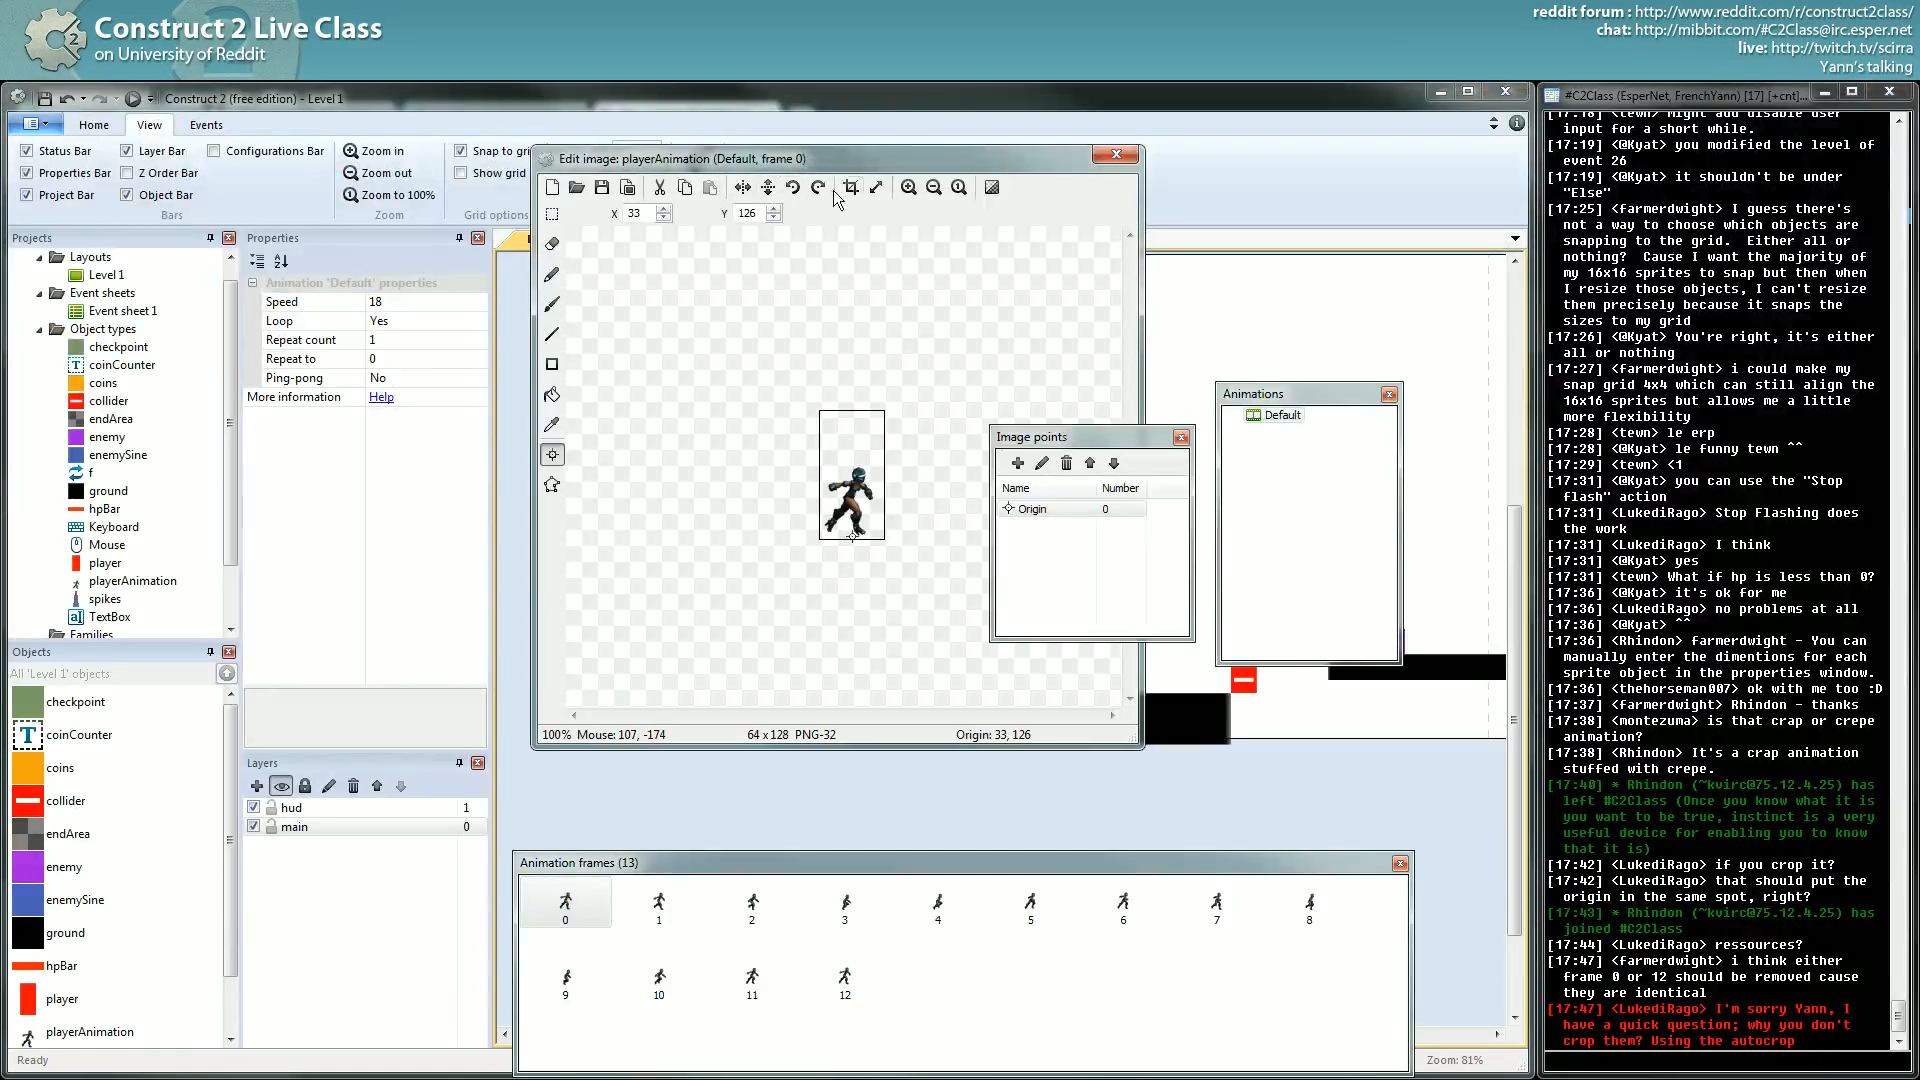 Construct 2 Live Class
on University of Reddit
reddit forum : http://www.reddit.com/r/construct2class/
chat: http://mibbit.com/#C2Class@irc.esper.net
live: http://twitch.tv/scirra
Yann's talking
Construct 2 (free edition) - Level 1
Home View Events
Status Bar Layer Bar Configurations Bar
Properties Bar Z Order Bar
Project Bar Object Bar
Bars
Zoom in
Zoom out
Zoom to 100%
Zoom
Snap to gri
Show grid
Grid options
Projects
Layouts
Level 1
Event sheets
Event sheet 1
Object types
checkpoint
coinCounter
coins
collider
endArea
enemy
enemySine
f
ground
hpBar
Keyboard
Mouse
player
playerAnimation
spikes
TextBox
Families
Properties
Animation 'Default' properties
Speed 18
Loop Yes
Repeat count 1
Repeat to 0
Ping-pong No
More information Help
Objects
All 'Level 1' objects
checkpoint
coinCounter
coins
collider
endArea
enemy
enemySine
ground
hpBar
player
playerAnimation
Ready
Layers
hud 1
main 0
Edit image: playerAnimation (Default, frame 0)
X 33 Y 126
100% Mouse: 107, -174 64 x 128 PNG-32 Origin: 33, 126
Image points
Name Number
Origin 0
Animations
Default
Animation frames (13)
0 1 2 3 4 5 6 7 8
9 10 11 12
Zoom: 81%
#C2Class (EsperNet, FrenchYann) [17] [+cnt]...
[17:18] <tewn> Might add disable user
input for a short while.
[17:19] <@Kyat> you modified the level of
event 26
[17:19] <@Kyat> it shouldn't be under
"Else"
[17:25] <farmerdwight> I guess there's
not a way to choose which objects are
snapping to the grid.  Either all or
nothing?  Cause I want the majority of
my 16x16 sprites to snap but then when
I resize those objects, I can't resize
them precisely because it snaps the
sizes to my grid
[17:26] <@Kyat> You're right, it's either
all or nothing
[17:27] <farmerdwight> i could make my
snap grid 4x4 which can still align the
16x16 sprites but allows me a little
more flexibility
[17:28] <tewn> le erp
[17:28] <@Kyat> le funny tewn ^^
[17:29] <tewn> <1
[17:31] <@Kyat> you can use the "Stop
flash" action
[17:31] <LukediRago> Stop Flashing does
the work
[17:31] <LukediRago> I think
[17:31] <@Kyat> yes
[17:31] <tewn> What if hp is less than 0?
[17:36] <@Kyat> it's ok for me
[17:36] <LukediRago> no problems at all
[17:36] <@Kyat> ^^
[17:36] <Rhindon> farmerdwight - You can
manually enter the dimentions for each
sprite object in the properties window.
[17:36] <thehorseman007> ok with me too :D
[17:37] <farmerdwight> Rhindon - thanks
[17:38] <montezuma> is that crap or crepe
animation?
[17:38] <Rhindon> It's a crap animation
stuffed with crepe.
[17:40] * Rhindon (~kvirc@75.12.4.25) has
left #C2Class (Once you know what it is
you want to be true, instinct is a very
useful device for enabling you to know
that it is)
[17:42] <LukediRago> if you crop it?
[17:42] <LukediRago> that should put the
origin in the same spot, right?
[17:43] * Rhindon (~kvirc@75.12.4.25) has
joined #C2Class
[17:44] <LukediRago> ressources?
[17:47] <farmerdwight> i think either
frame 0 or 12 should be removed cause
they are identical
[17:47] <LukediRago> I'm sorry Yann, I
have a quick question; why you don't
crop them? Using the autocrop